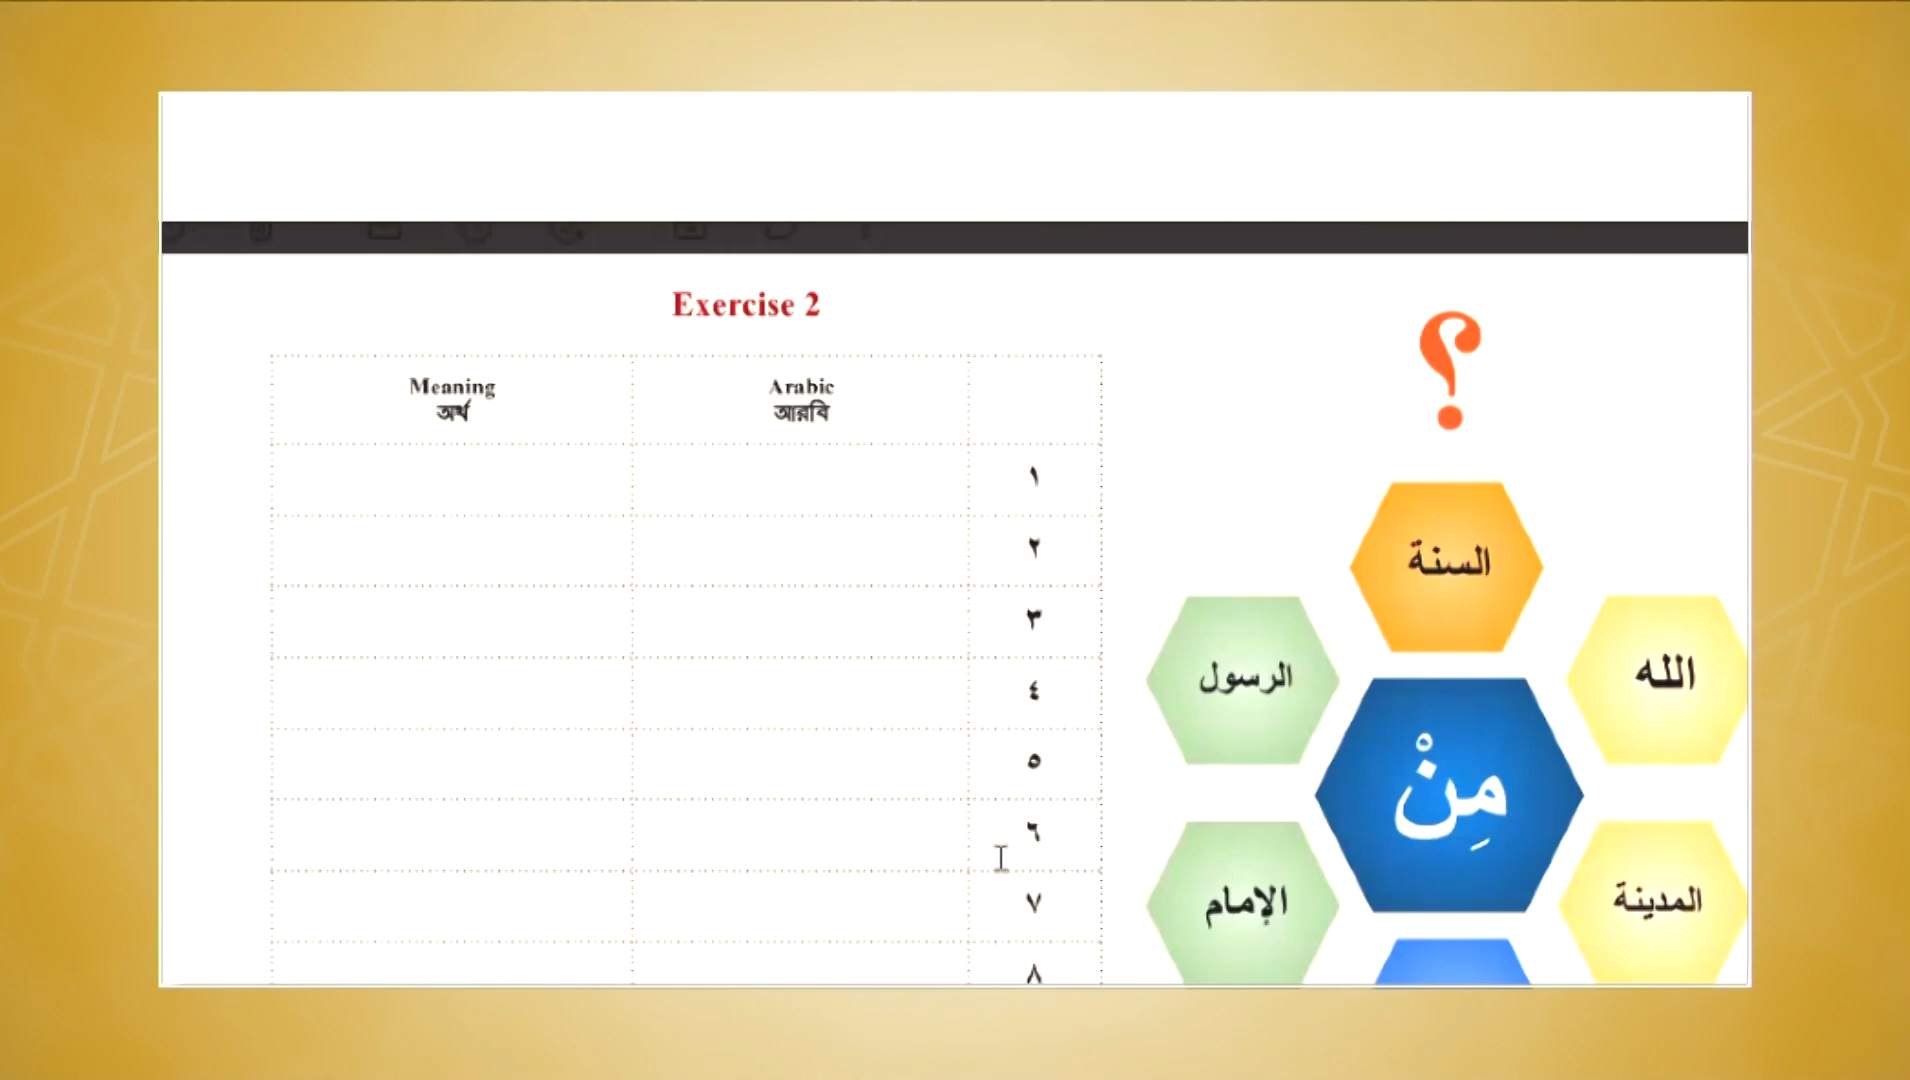 Exercise 2
Meaning
অর্থ
Arabic
আরবি
١
٢
٣
٤
٥
٦
٧
٨
؟
السنة
الرسول
الله
مِنْ
الإمام
المدينة